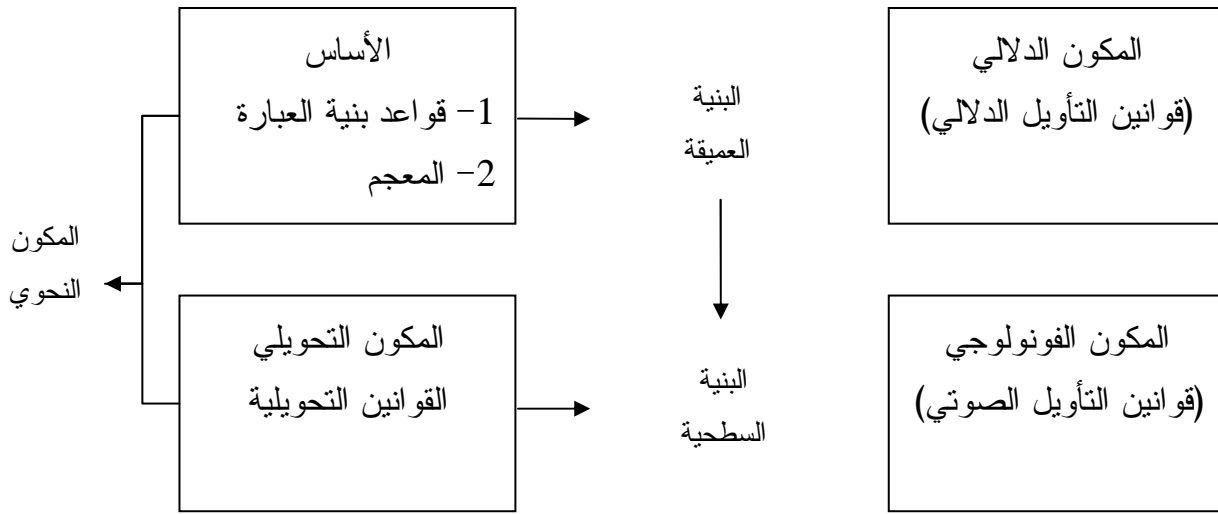 الأساس
1- قواعد بنية العبارة
2- المعجم
البنية
العميقة
المكون الدلالي
(قوانين التأويل الدلالي)
المكون
النحوي
المكون التحويلي
القوانين التحويلية
البنية
السطحية
المكون الفونولوجي
(قوانين التأويل الصوتي)